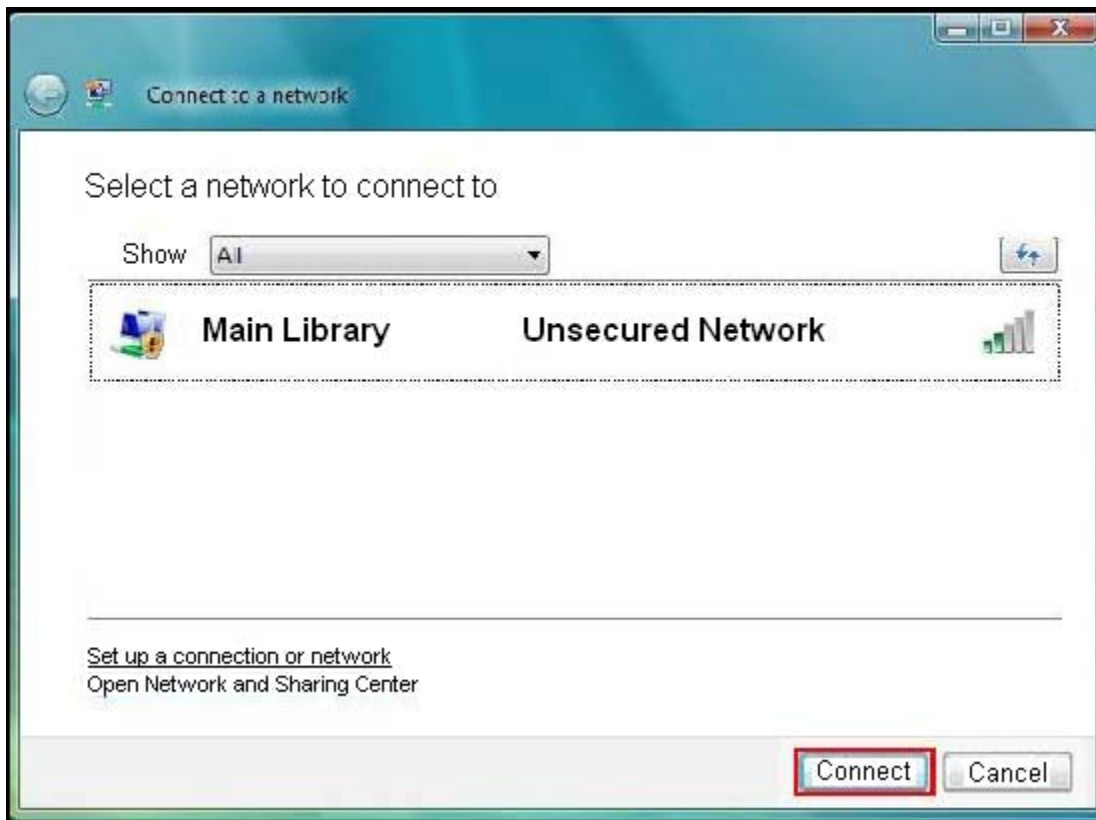 Connect to a network
Select a network to connect to
Show All
Main Library Unsecured Network
Set up a connection or network
Open Network and Sharing Center
Connect Cancel